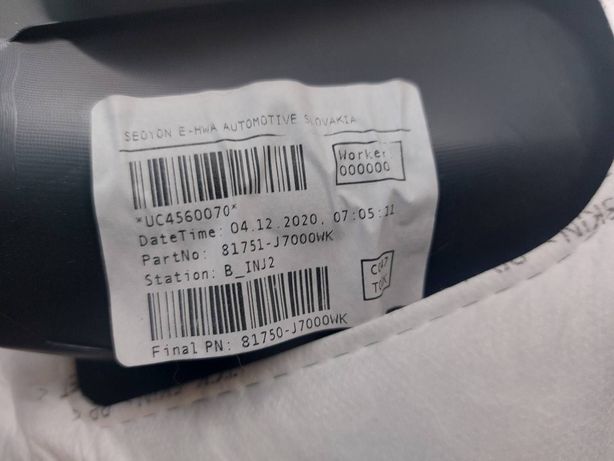 SEOYON E-HWA AUTOMOTIVE SLOVAKIA
Worker
000000
*UC4560070*
DateTime: 04.12.2020, 07:05:11
PartNo: 81751-J7000WK
Station: B_INJ2
Final PN: 81750-J7000WK